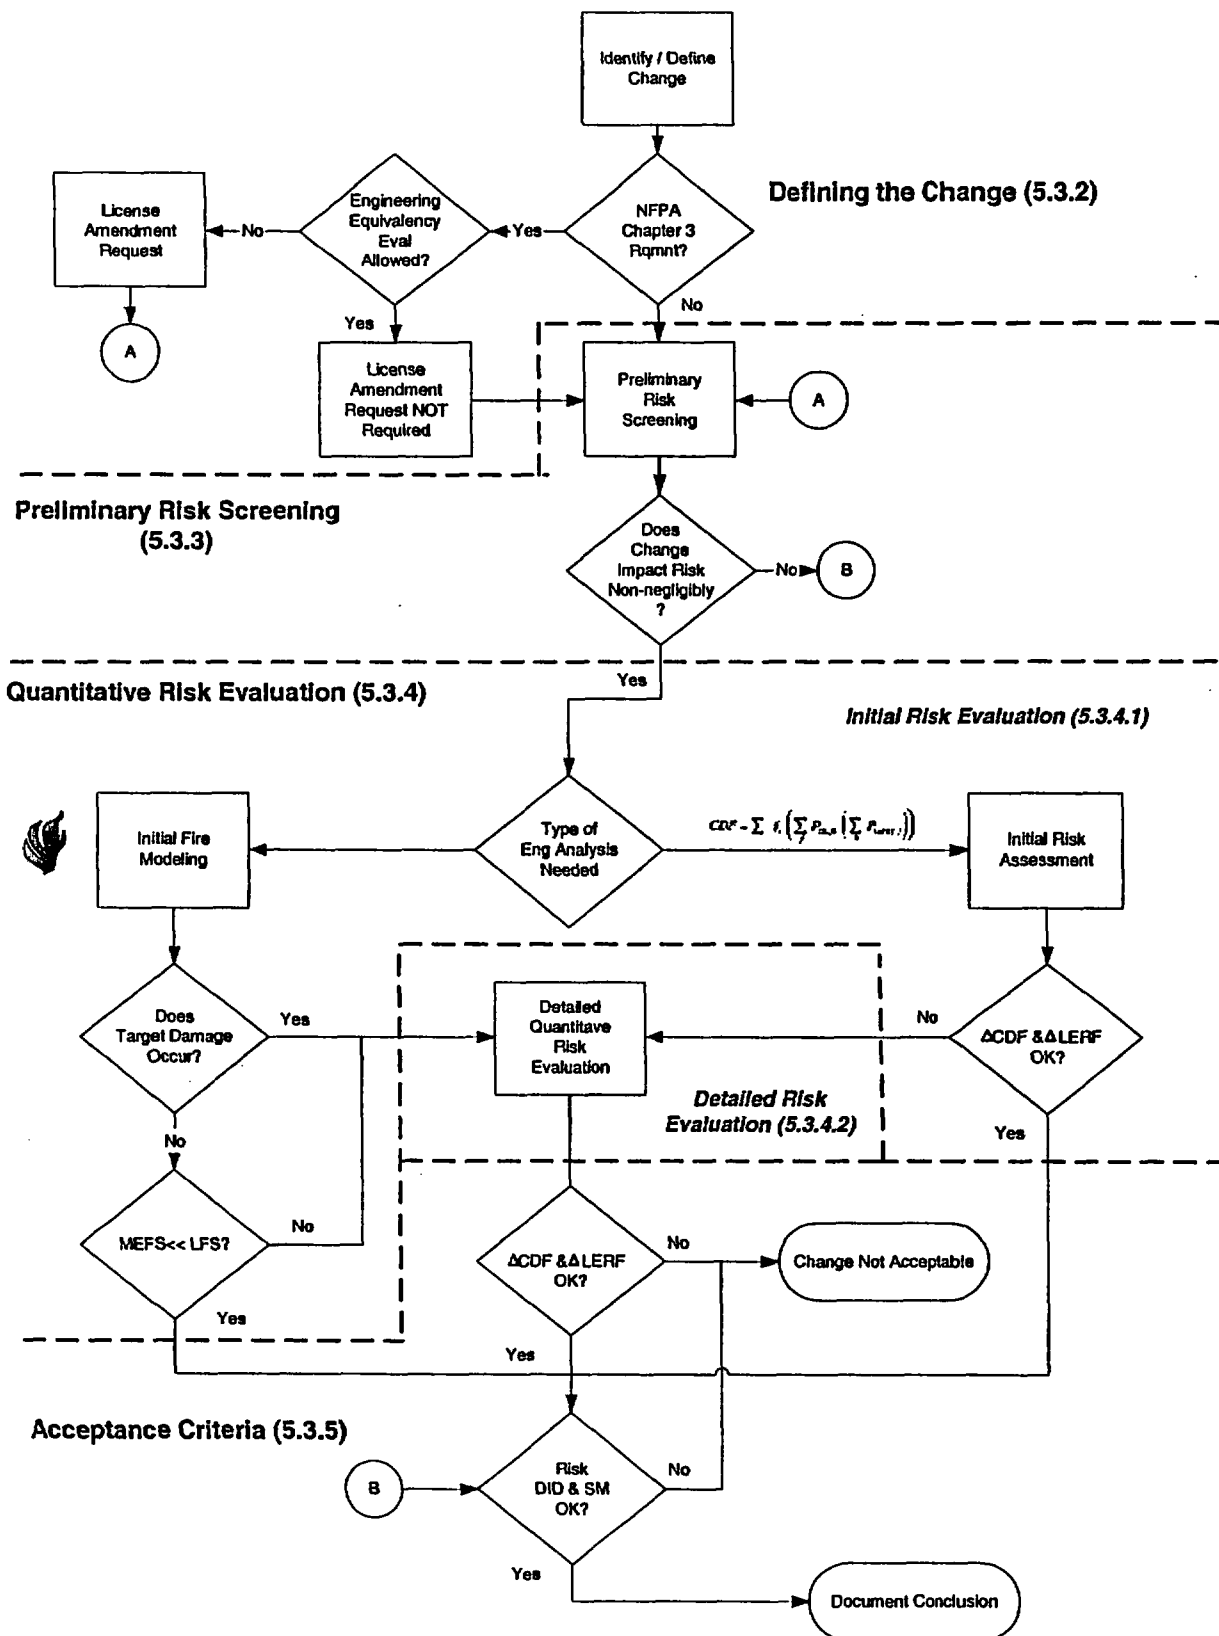 Identify / Define
Change
Defining the Change (5.3.2)
NFPA
Chapter 3
Rqmnt?
Yes
Engineering
Equivalency
Eval
Allowed?
No
License
Amendment
Request
A
Yes
No
License
Amendment
Request NOT
Required
Preliminary
Risk
Screening
A
Preliminary Risk Screening
(5.3.3)
Does
Change
Impact Risk
Non-negligibly
?
No
B
Yes
Quantitative Risk Evaluation (5.3.4)
Initial Risk Evaluation (5.3.4.1)
Initial Fire
Modeling
Type of
Eng Analysis
Needed
CDF
Initial Risk
Assessment
Does
Target Damage
Occur?
Yes
Detailed
Quantitave
Risk
Evaluation
No
ΔCDF &Δ LERF
OK?
Detailed Risk
Evaluation (5.3.4.2)
Yes
No
MEFS<< LFS?
No
Yes
ΔCDF &Δ LERF
OK?
No
Change Not Acceptable
Yes
Acceptance Criteria (5.3.5)
B
Risk
DID & SM
OK?
No
Yes
Document Conclusion